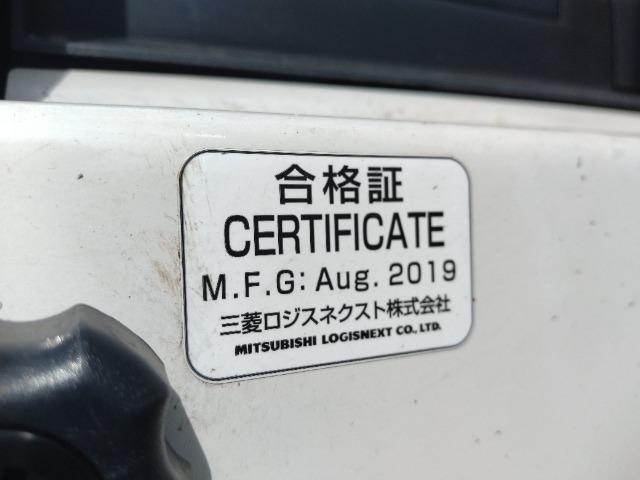 合格証
CERTIFICATE
M.F.G: Aug. 2019
三菱ロジスネクスト株式会社
MITSUBISHI LOGISNEXT CO., LTD.